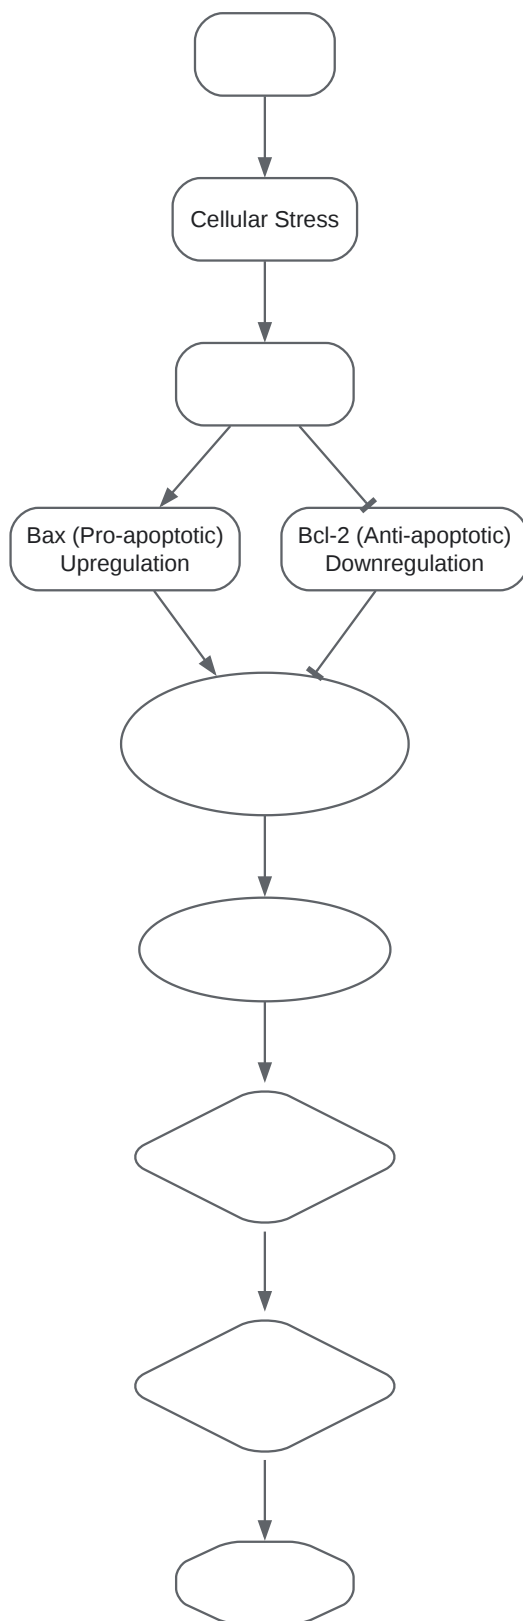 Cellular Stress
Bax (Pro-apoptotic)
Upregulation
Bcl-2 (Anti-apoptotic)
Downregulation